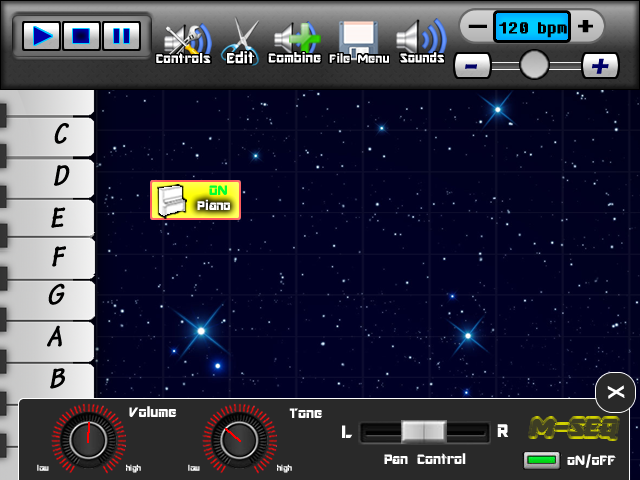 120 bpm
Controls
Edit
Combine
File Menu
Sounds
C
D
E
F
G
A
B
ON
Piano
Volume
low
high
Tone
low
high
L
R
Pan Control
M-SEQ
ON/OFF